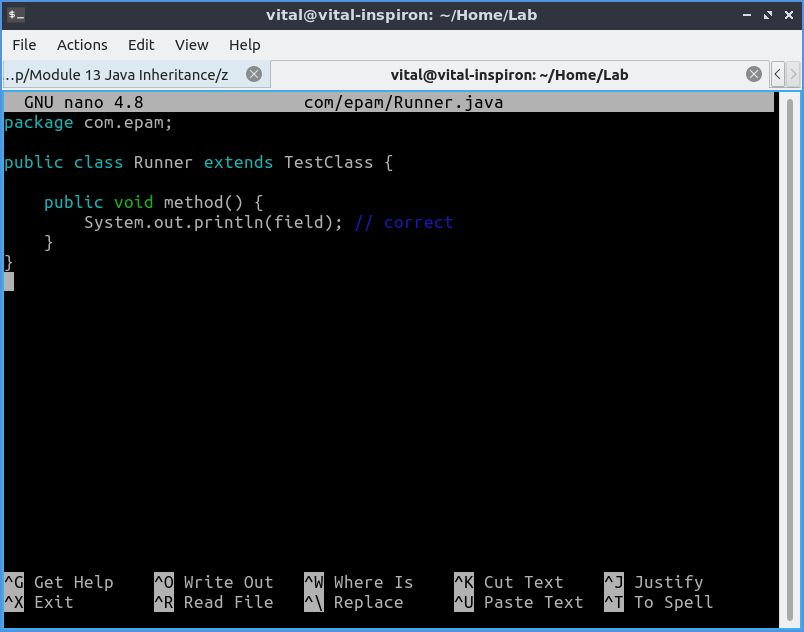 vital@vital-inspiron: ~/Home/Lab
File Actions Edit View Help
..p/Module 13 Java Inheritance/z vital@vital-inspiron: ~/Home/Lab
GNU nano 4.8 com/epam/Runner.java
package com.epam;
public class Runner extends TestClass {
    public void method() {
        System.out.println(field); // correct
    }
}
^G Get Help ^O Write Out ^W Where Is ^K Cut Text ^J Justify
^X Exit ^R Read File ^\ Replace ^U Paste Text ^T To Spell